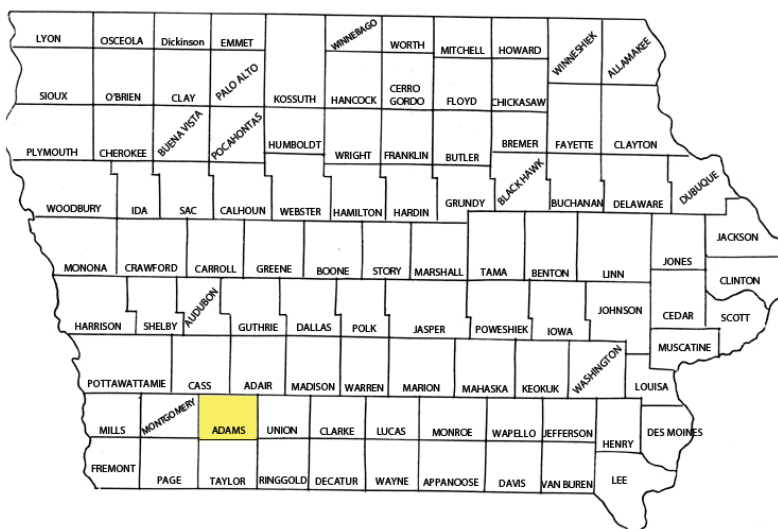 LYON OSCEOLA Dickinson EMMET WINNEBAGO WORTH MITCHELL HOWARD WINNESHIEK ALLAMAKEE
SIOUX O'BRIEN CLAY PALO ALTO KOSSUTH HANCOCK CERRO GORDO FLOYD CHICKASAW
PLYMOUTH CHEROKEE BUENA VISTA POCAHONTAS HUMBOLDT WRIGHT FRANKLIN BUTLER BREMER FAYETTE CLAYTON
WOODBURY IDA SAC CALHOUN WEBSTER HAMILTON HARDIN GRUNDY BLACK HAWK BUCHANAN DELAWARE DUBUQUE
MONONA CRAWFORD CARROLL GREENE BOONE STORY MARSHALL TAMA BENTON LINN JONES JACKSON
CLINTON
HARRISON SHELBY AUDUBON GUTHRIE DALLAS POLK JASPER POWESHIEK IOWA JOHNSON CEDAR SCOTT
MUSCATINE
POTTAWATTAMIE CASS ADAIR MADISON WARREN MARION MAHASKA KEOKUK WASHINGTON LOUISA
MILLS MONTGOMERY ADAMS UNION CLARKE LUCAS MONROE WAPELLO JEFFERSON HENRY DES MOINES
FREMONT PAGE TAYLOR RINGGOLD DECATUR WAYNE APPANOOSE DAVIS VAN BUREN LEE